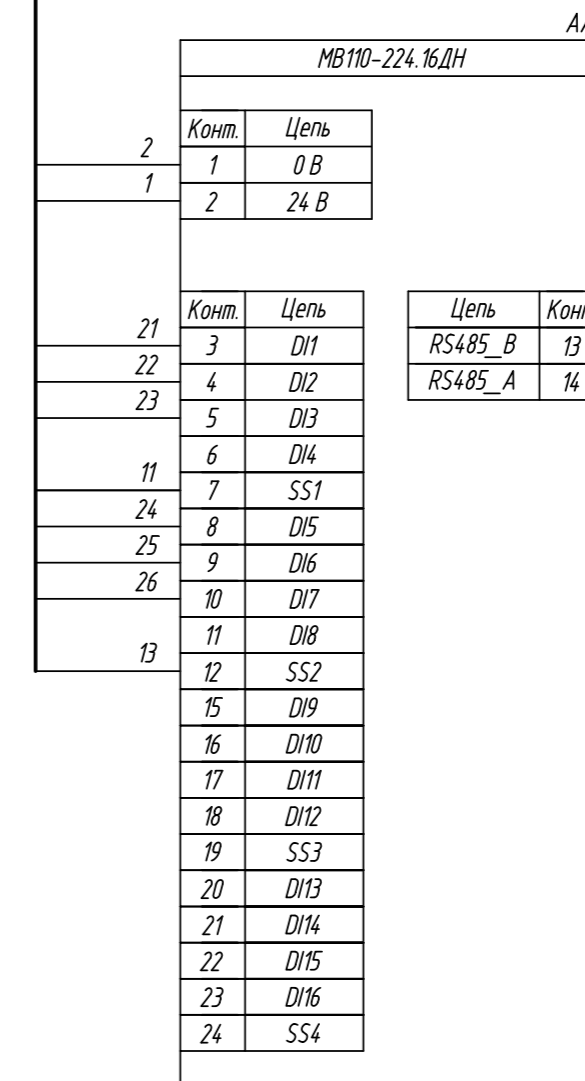 МВ110-224.16ДН
Конт. Цепь
2 1 0 В
1 2 24 В
Конт. Цепь Цепь
21 3 DI1 RS485_B 13
22 4 DI2 RS485_A 14
23 5 DI3
6 DI4
11 7 SS1
24 8 DI5
25 9 DI6
26 10 DI7
11 DI8
13 12 SS2
15 DI9
16 DI10
17 DI11
18 DI12
19 SS3
20 DI13
21 DI14
22 DI15
23 DI16
24 SS4